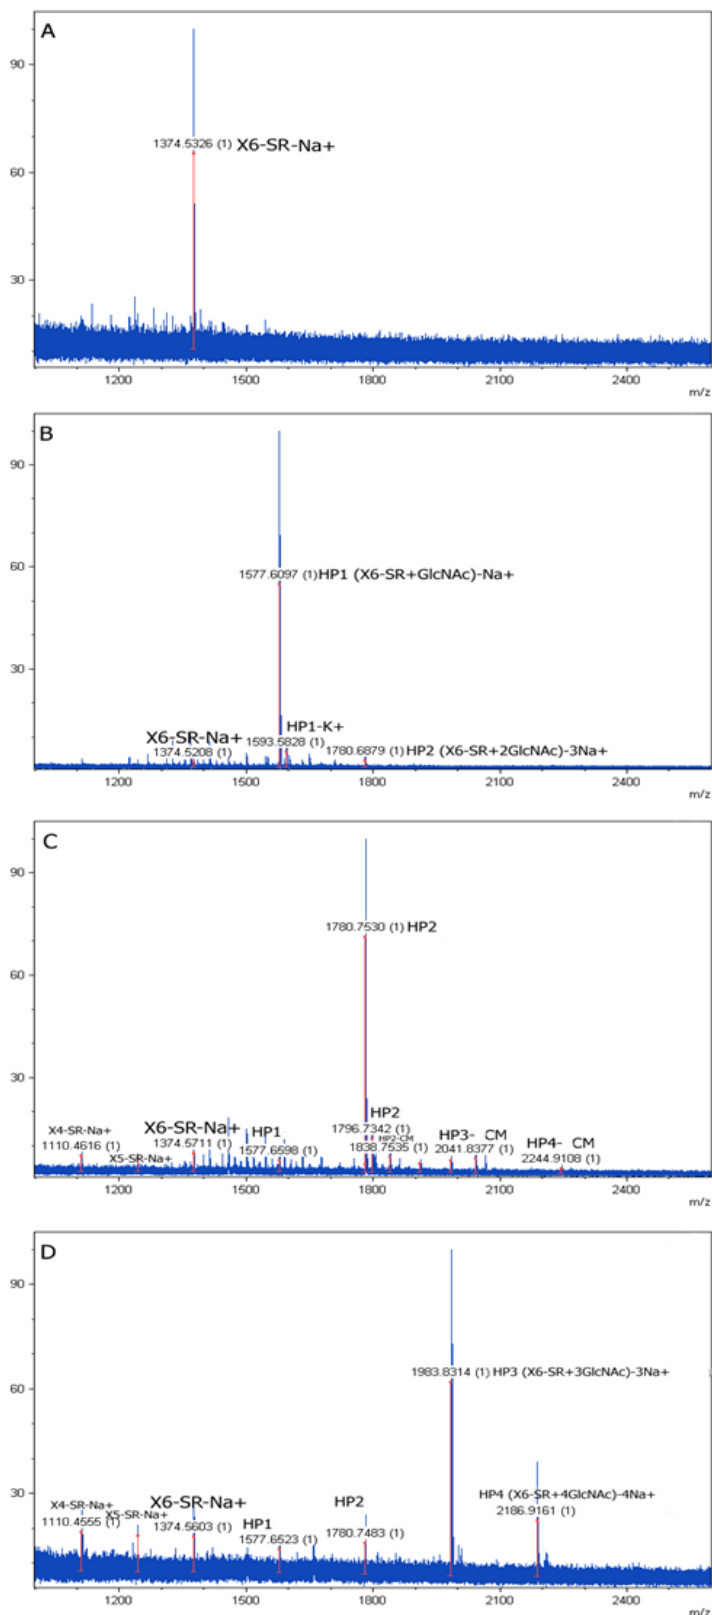 A
90
1374.5326 (1) X6-SR-Na+
60
30
1200 1500 1800 2100 2400
m/z
B
90
60
1577.6097 (1) HP1 (X6-SR+GlcNAc)-Na+
30
HP1-K+
X6-SR-Na+
1593.5828 (1)
1374.5208 (1)
1780.6879 (1) HP2 (X6-SR+2GlcNAc)-3Na+
1200 1500 1800 2100 2400
m/z
C
90
1780.7530 (1) HP2
60
30
HP2
X4-SR-Na+
X6-SR-Na+
HP1
1796.7342 (1)
HP2-CM
HP3- CM
HP4- CM
1110.4616 (1)
1374.5711 (1)
1577.6598 (1)
1838.7535 (1)
2041.8377 (1)
X5-SR-Na+
2244.9108 (1)
1200 1500 1800 2100 2400
m/z
D
90
1983.8314 (1) HP3 (X6-SR+3GlcNAc)-3Na+
60
30
X4-SR-Na+
X6-SR-Na+
HP2
HP4 (X6-SR+4GlcNAc)-4Na+
1110.4555 (1)
X5-SR-Na+
1374.5603 (1)
HP1
1577.6523 (1)
1780.7483 (1)
2186.9161 (1)
1200 1500 1800 2100 2400
m/z